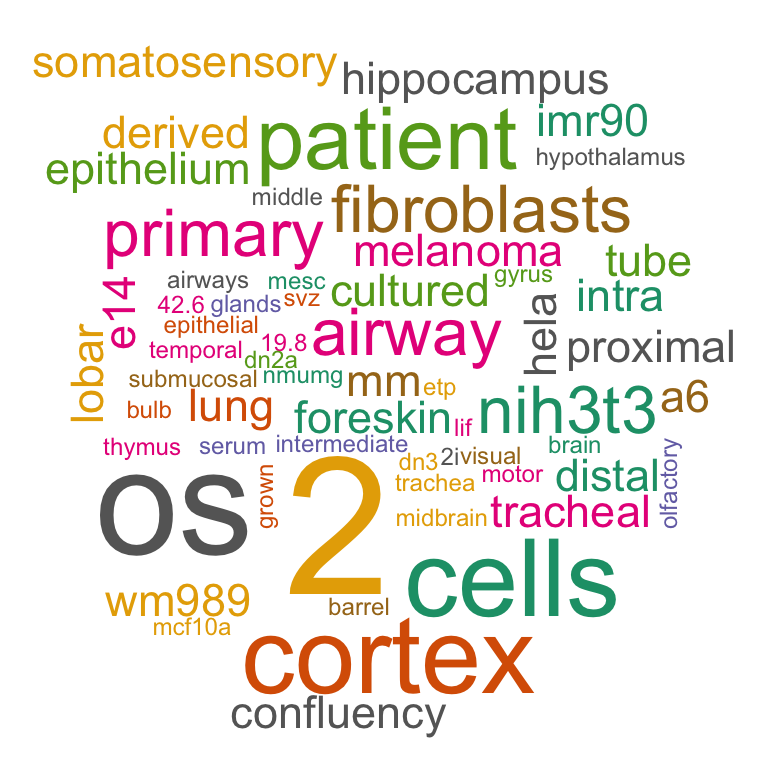 somatosensory
hippocampus
derived
patient
imr90
epithelium
hypothalamus
middle
fibroblasts
primary
melanoma
tube
airways
mesc
cultured
gyrus
e14
42.6
glands
svz
intra
epithelial
airway
hela
temporal
19.8
proximal
lobar
dn2a
submucosal
nmumg
mm
etp
a6
bulb
lung
foreskin
lif
nih3t3
thymus
serum
intermediate
brain
os
2
dn3
2i
visual
motor
distal
olfactory
grown
trachea
midbrain
tracheal
cells
wm989
barrel
mcf10a
cortex
confluency